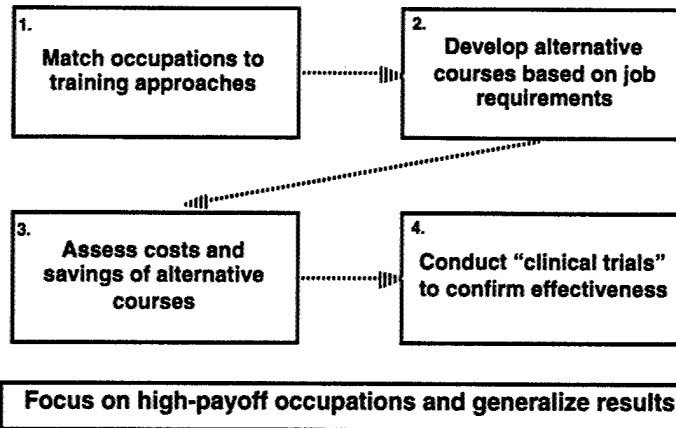 1.
Match occupations to
training approaches
2.
Develop alternative
courses based on job
requirements
3.
Assess costs and
savings of alternative
courses
4.
Conduct “clinical trials”
to confirm effectiveness
Focus on high-payoff occupations and generalize results